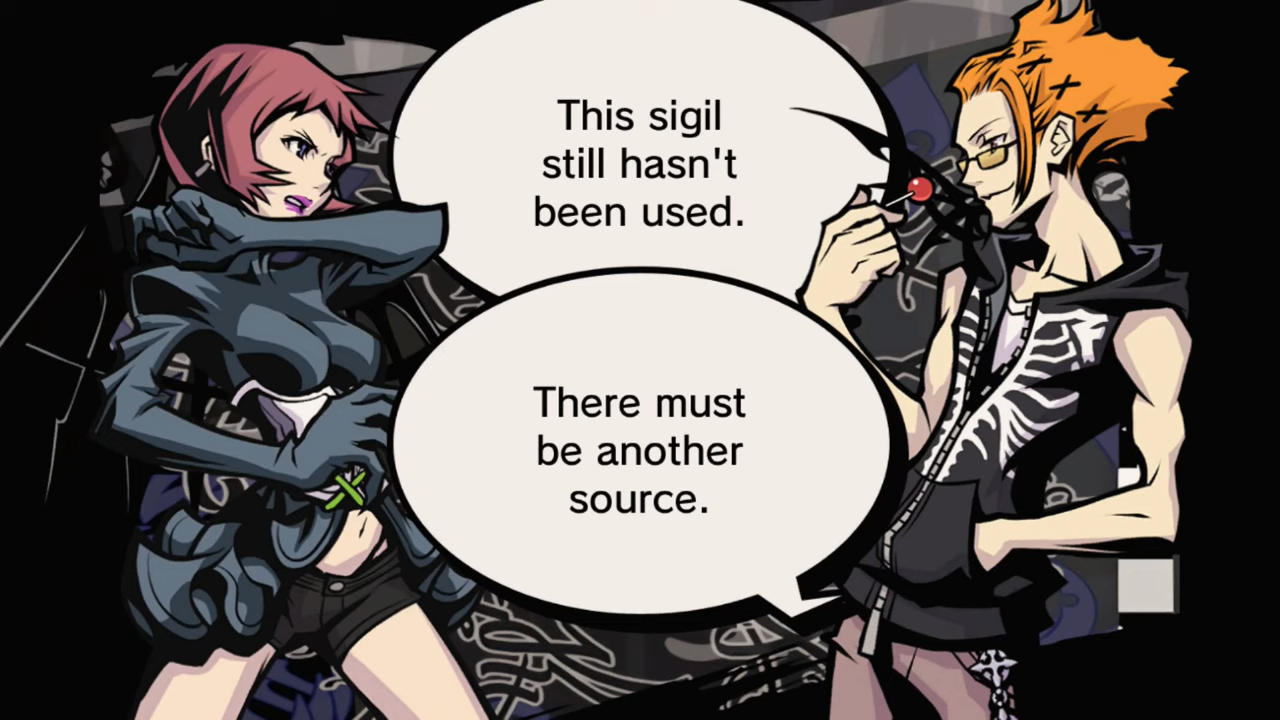 This sigil
still hasn't
been used.
There must
be another
source.